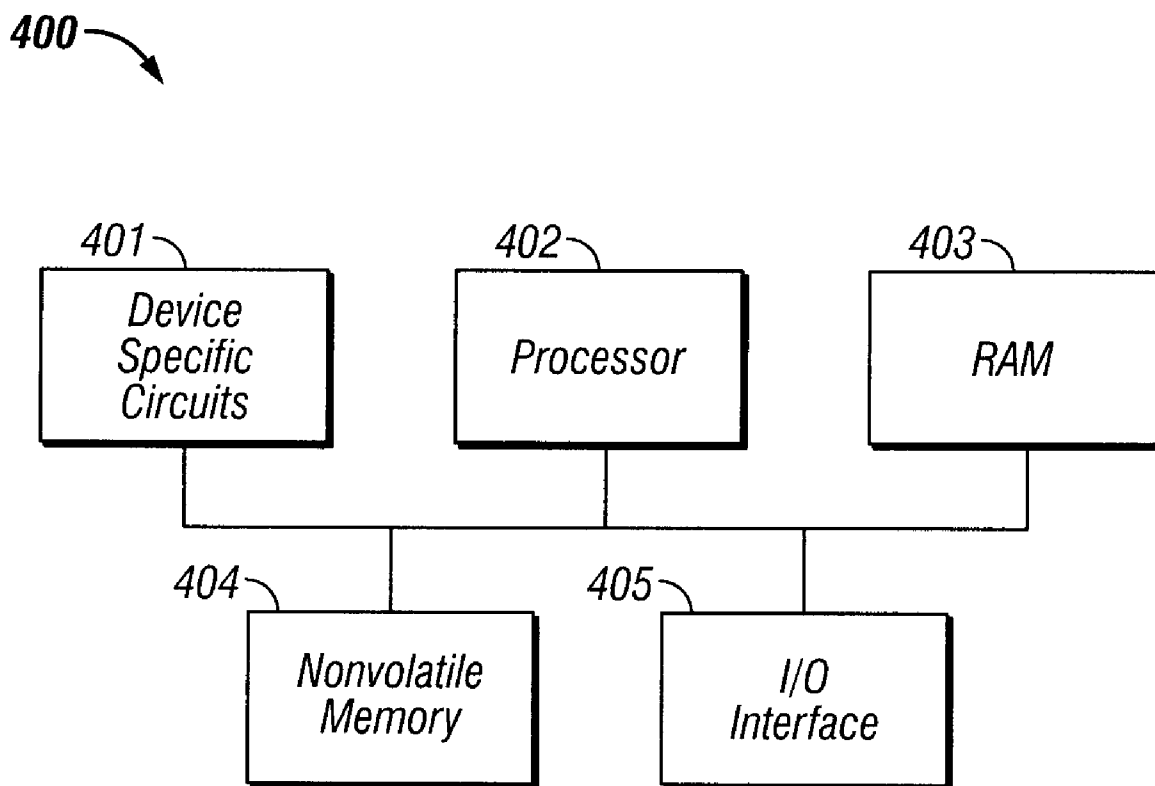 400
401
Device
Specific
Circuits
402
Processor
403
RAM
404
Nonvolatile
Memory
405
I/O
Interface